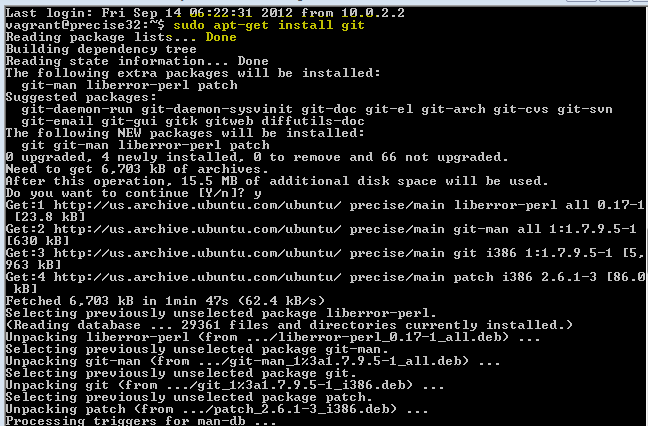 Last login: Fri Sep 14 06:22:31 2012 from 10.0.2.2
vagrant@precise32:~$ sudo apt-get install git
Reading package lists... Done
Building dependency tree
Reading state information... Done
The following extra packages will be installed:
  git-man liberror-perl patch
Suggested packages:
  git-daemon-run git-daemon-sysvinit git-doc git-el git-arch git-cvs git-svn
  git-email git-gui gitk gitweb diffutils-doc
The following NEW packages will be installed:
  git git-man liberror-perl patch
0 upgraded, 4 newly installed, 0 to remove and 66 not upgraded.
Need to get 6,703 kB of archives.
After this operation, 15.5 MB of additional disk space will be used.
Do you want to continue [Y/n]? y
Get:1 http://us.archive.ubuntu.com/ubuntu/ precise/main liberror-perl all 0.17-1
 [23.8 kB]
Get:2 http://us.archive.ubuntu.com/ubuntu/ precise/main git-man all 1:1.7.9.5-1
[630 kB]
Get:3 http://us.archive.ubuntu.com/ubuntu/ precise/main git i386 1:1.7.9.5-1 [5,
963 kB]
Get:4 http://us.archive.ubuntu.com/ubuntu/ precise/main patch i386 2.6.1-3 [86.0
 kB]
Fetched 6,703 kB in 1min 47s (62.4 kB/s)
Selecting previously unselected package liberror-perl.
(Reading database ... 29361 files and directories currently installed.)
Unpacking liberror-perl (from .../liberror-perl_0.17-1_all.deb) ...
Selecting previously unselected package git-man.
Unpacking git-man (from .../git-man_1%3a1.7.9.5-1_all.deb) ...
Selecting previously unselected package git.
Unpacking git (from .../git_1%3a1.7.9.5-1_i386.deb) ...
Selecting previously unselected package patch.
Unpacking patch (from .../patch_2.6.1-3_i386.deb) ...
Processing triggers for man-db ...